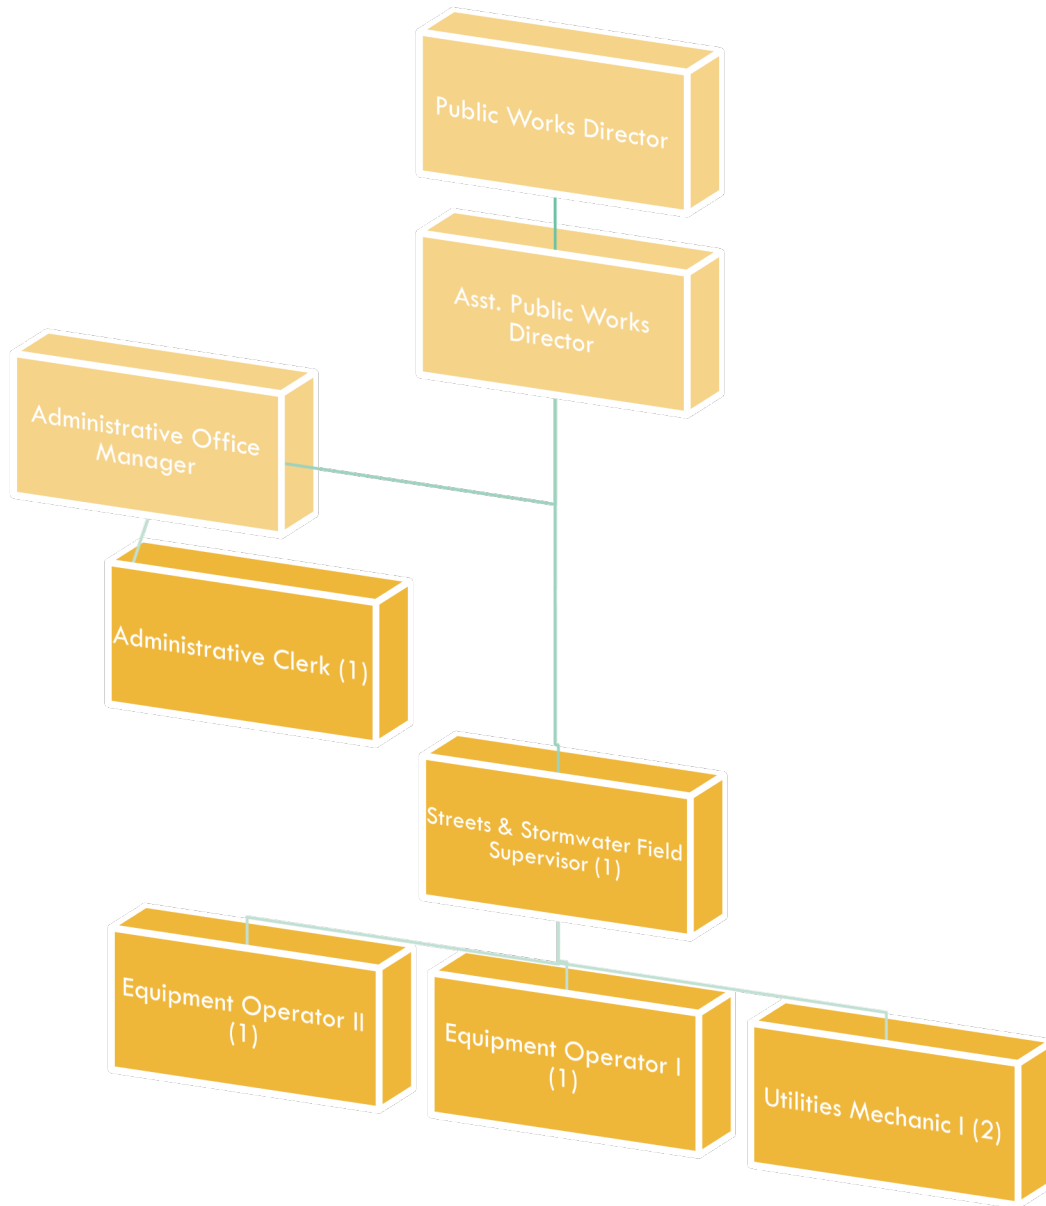 Public Works Director
Asst. Public Works
Director
Administrative Office
Manager
Administrative Clerk (1)
Streets & Stormwater Field
Supervisor (1)
Equipment Operator II
(1)
Equipment Operator I
(1)
Utilities Mechanic I (2)